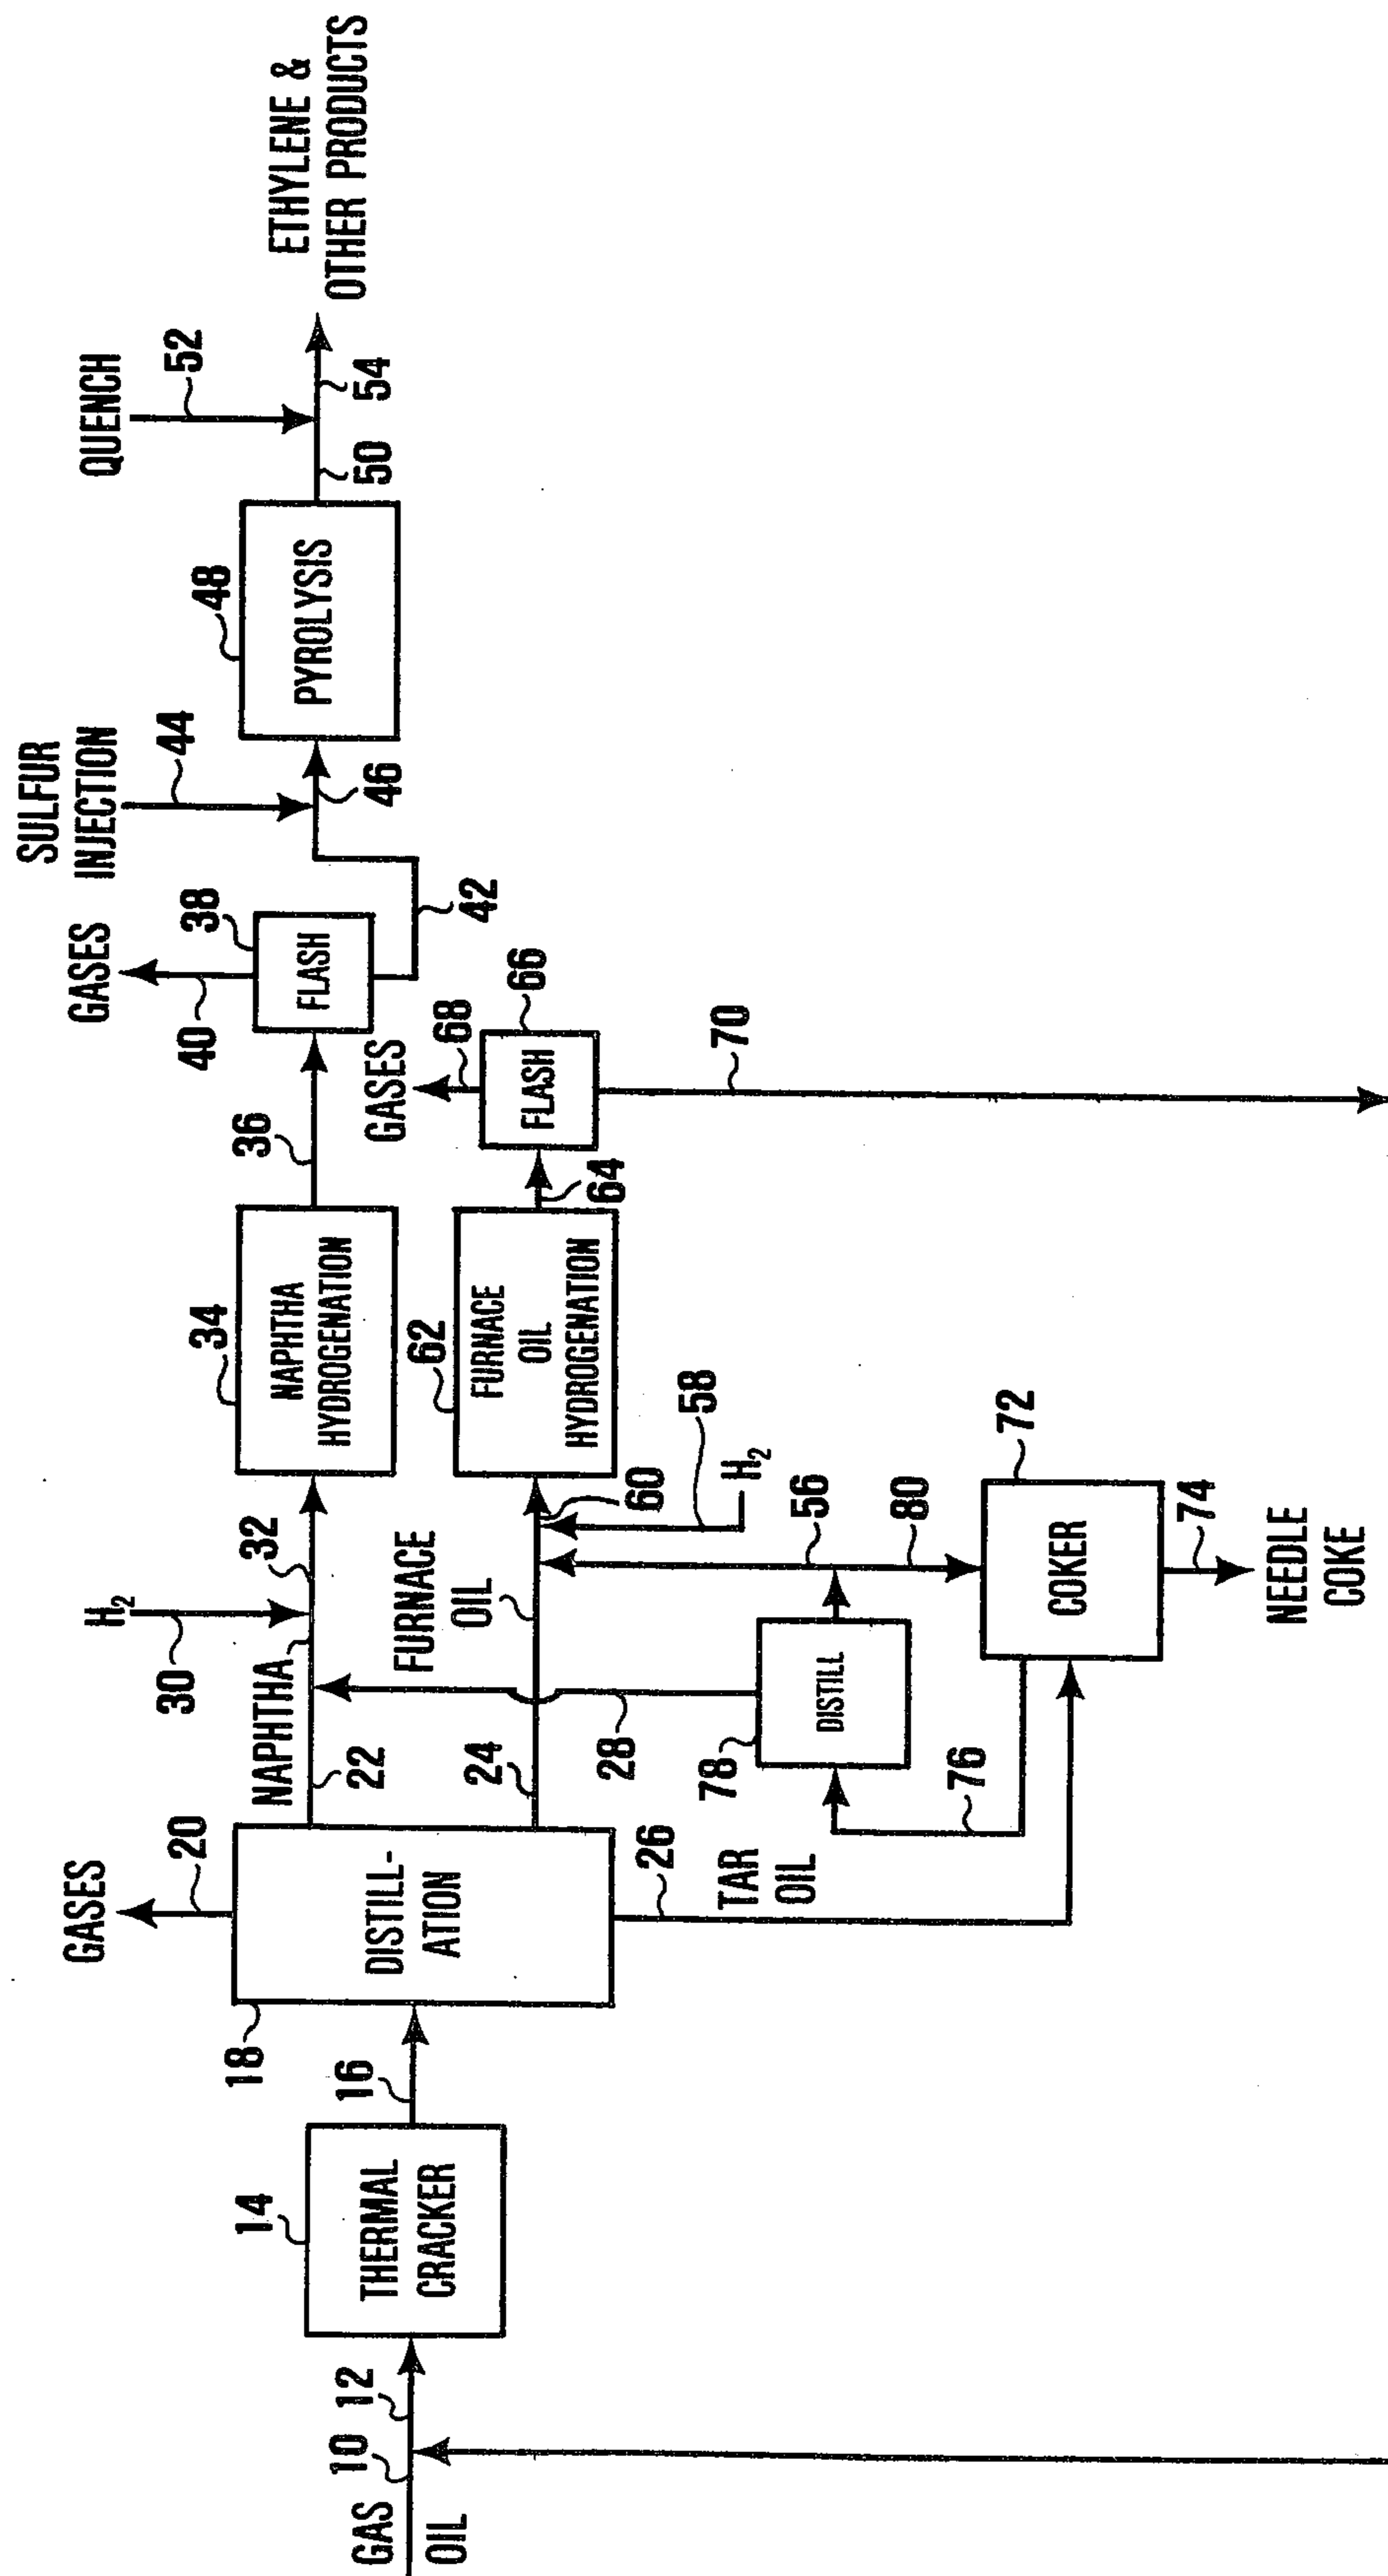 GAS
OIL
10
12
14
THERMAL
CRACKER
16
18
DISTILL-
ATION
GASES
20
NAPHTHA
22
24
26
TAR
OIL
H₂
30
32
FURNACE
OIL
28
78
DISTILL
76
56
80
58
H₂
60
COKER
72
74
NEEDLE
COKE
34
NAPHTHA
HYDROGENATION
62
FURNACE
OIL
HYDROGENATION
36
64
GASES
40
38
FLASH
42
GASES
68
66
FLASH
70
SULFUR
INJECTION
44
46
48
PYROLYSIS
50
QUENCH
52
54
ETHYLENE &
OTHER PRODUCTS